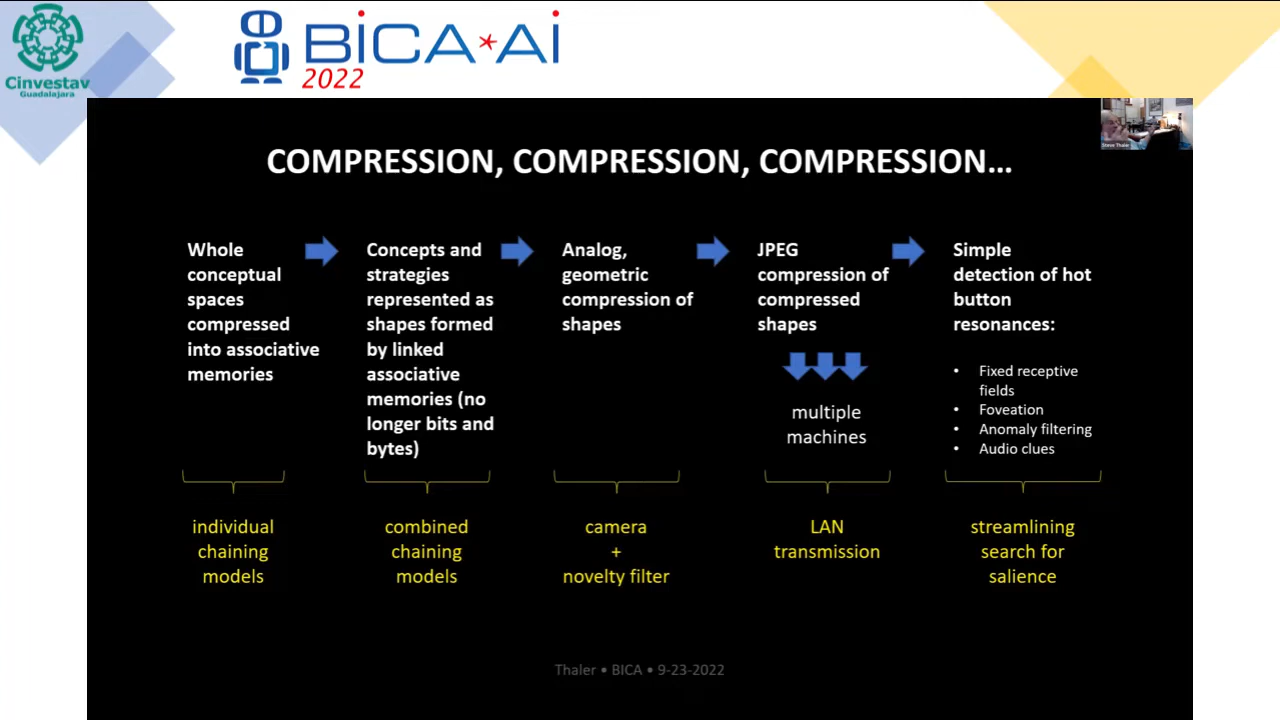 Cinvestav
Guadalajara
BiCA*Ai
2022
Steve Thaler
COMPRESSION, COMPRESSION, COMPRESSION…
Whole
conceptual
spaces
compressed
into associative
memories
individual
chaining
models
Concepts and
strategies
represented as
shapes formed
by linked
associative
memories (no
longer bits and
bytes)
combined
chaining
models
Analog,
geometric
compression of
shapes
camera
+
novelty filter
JPEG
compression of
compressed
shapes
multiple
machines
LAN
transmission
Simple
detection of hot
button
resonances:
• Fixed receptive
fields
• Foveation
• Anomaly filtering
• Audio clues
streamlining
search for
salience
Thaler • BICA • 9-23-2022